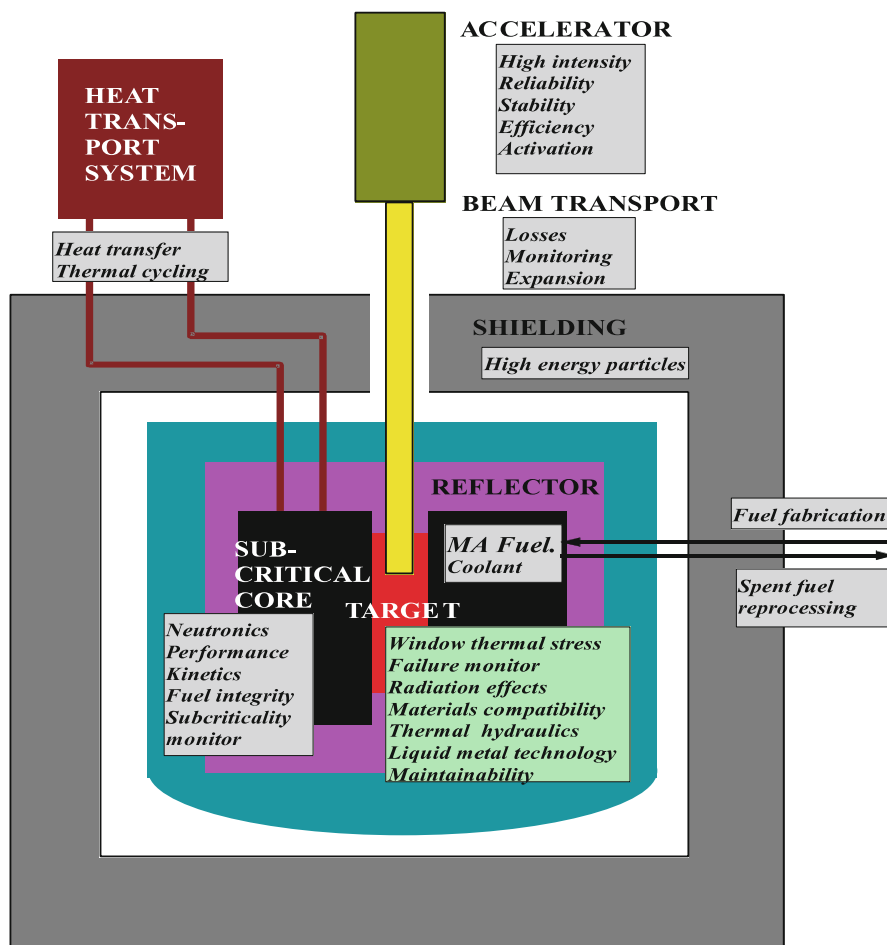 ACCELERATOR
High intensity
Reliability
Stability
Efficiency
Activation
HEAT
TRANS-
PORT
SYSTEM
BEAM TRANSPORT
Losses
Monitoring
Expansion
Heat transfer
Thermal cycling
SHIELDING
High energy particles
REFLECTOR
Fuel fabrication
MA Fuel.
Coolant
Spent fuel
reprocessing
SUB-
CRITICAL
CORE
TARGET
Neutronics
Performance
Kinetics
Fuel integrity
Subcriticality
monitor
Window thermal stress
Failure monitor
Radiation effects
Materials compatibility
Thermal hydraulics
Liquid metal technology
Maintainability